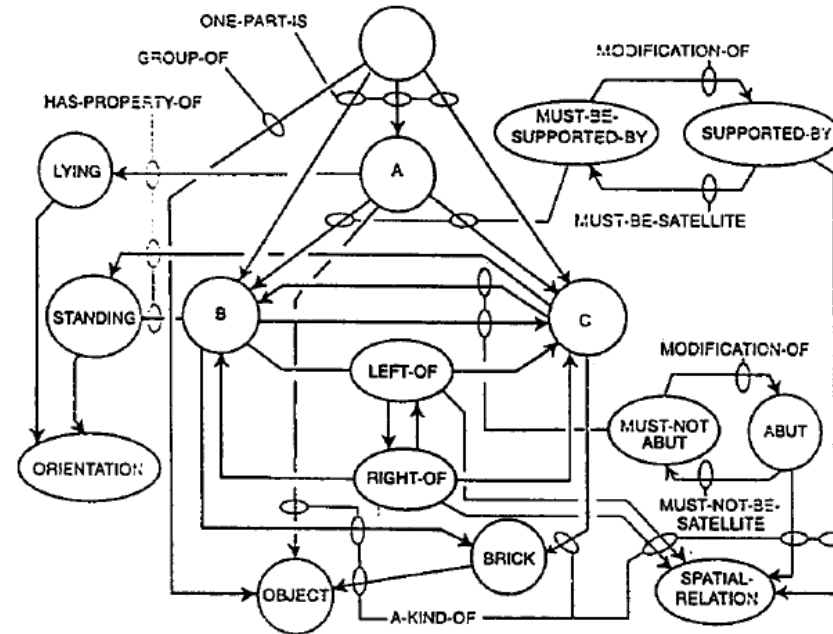 ONE-PART-IS
GROUP-OF
MODIFICATION-OF
HAS-PROPERTY-OF
MUST-BE-
SUPPORTED-BY
SUPPORTED-BY
LYING
A
MUST-BE-SATELLITE
STANDING
B
C
MODIFICATION-OF
LEFT-OF
MUST-NOT
ABUT
ABUT
ORIENTATION
RIGHT-OF
MUST-NOT-BE-
SATELLITE
BRICK
OBJECT
SPATIAL-
RELATION
A-KIND-OF